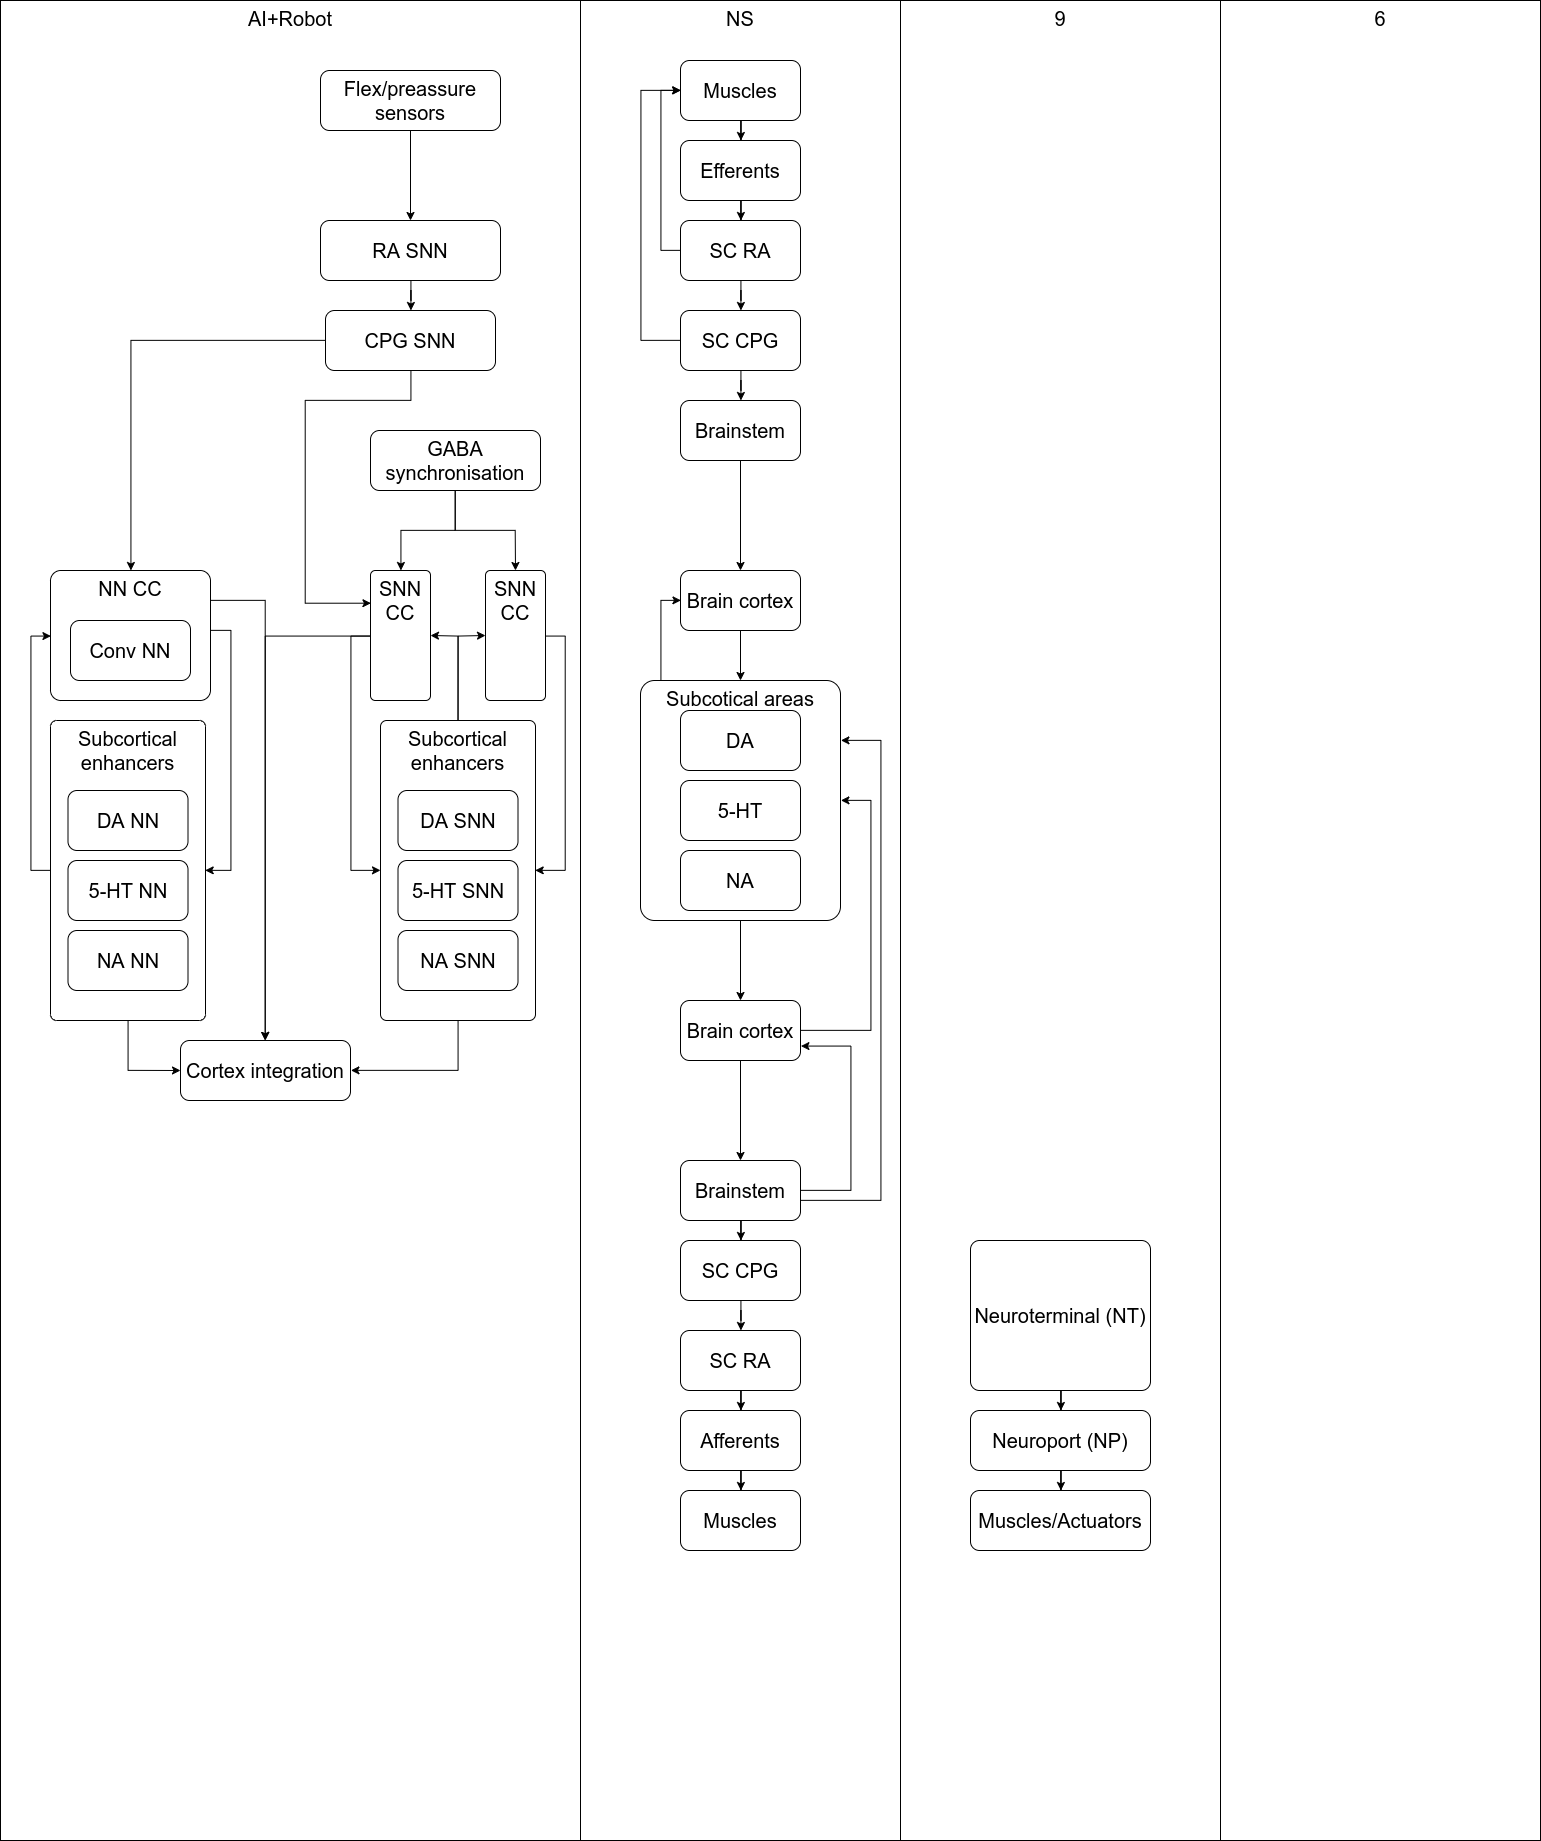 AI+Robot
NS
9
6
Flex/preassure
sensors
RA SNN
CPG SNN
GABA
synchronisation
NN CC
Conv NN
SNN
CC
SNN
CC
Subcortical
enhancers
DA NN
5-HT NN
NA NN
Subcortical
enhancers
DA SNN
5-HT SNN
NA SNN
Cortex integration
Muscles
Efferents
SC RA
SC CPG
Brainstem
Brain cortex
Subcotical areas
DA
5-HT
NA
Brain cortex
Brainstem
SC CPG
SC RA
Afferents
Muscles
Neuroterminal (NT)
Neuroport (NP)
Muscles/Actuators